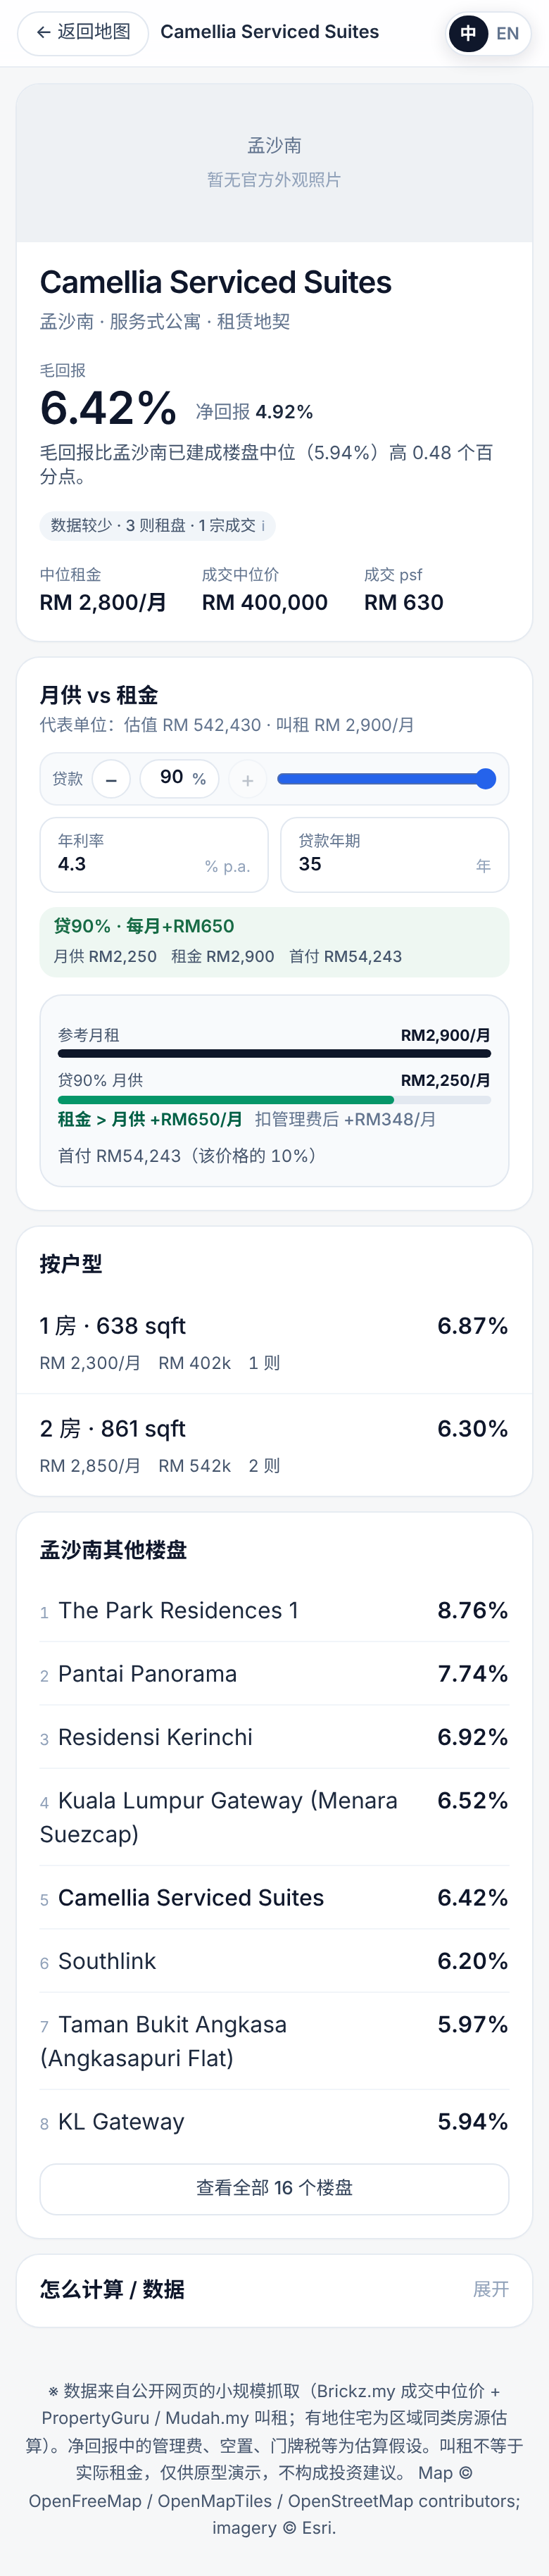 ← 返回地图
Camellia Serviced Suites
中 EN
孟沙南
暂无官方外观照片
Camellia Serviced Suites
孟沙南 · 服务式公寓 · 租赁地契
毛回报
6.42% 净回报 4.92%
毛回报比孟沙南已建成楼盘中位（5.94%）高 0.48 个百
分点。
数据较少 · 3 则租盘 · 1 宗成交 i
中位租金 成交中位价 成交 psf
RM 2,800/月 RM 400,000 RM 630
月供 vs 租金
代表单位：估值 RM 542,430 · 叫租 RM 2,900/月
贷款 − 90 % +
年利率 贷款年期
4.3 % p.a. 35 年
贷90% · 每月+RM650
月供 RM2,250 租金 RM2,900 首付 RM54,243
参考月租 RM2,900/月
贷90% 月供 RM2,250/月
租金 > 月供 +RM650/月 扣管理费后 +RM348/月
首付 RM54,243（该价格的 10%）
按户型
1 房 · 638 sqft 6.87%
RM 2,300/月 RM 402k 1 则
2 房 · 861 sqft 6.30%
RM 2,850/月 RM 542k 2 则
孟沙南其他楼盘
1 The Park Residences 1 8.76%
2 Pantai Panorama 7.74%
3 Residensi Kerinchi 6.92%
4 Kuala Lumpur Gateway (Menara 6.52%
Suezcap)
5 Camellia Serviced Suites 6.42%
6 Southlink 6.20%
7 Taman Bukit Angkasa 5.97%
(Angkasapuri Flat)
8 KL Gateway 5.94%
查看全部 16 个楼盘
怎么计算 / 数据 展开
※ 数据来自公开网页的小规模抓取（Brickz.my 成交中位价 +
PropertyGuru / Mudah.my 叫租；有地住宅为区域同类房源估
算）。净回报中的管理费、空置、门牌税等为估算假设。叫租不等于
实际租金，仅供原型演示，不构成投资建议。 Map ©
OpenFreeMap / OpenMapTiles / OpenStreetMap contributors;
imagery © Esri.